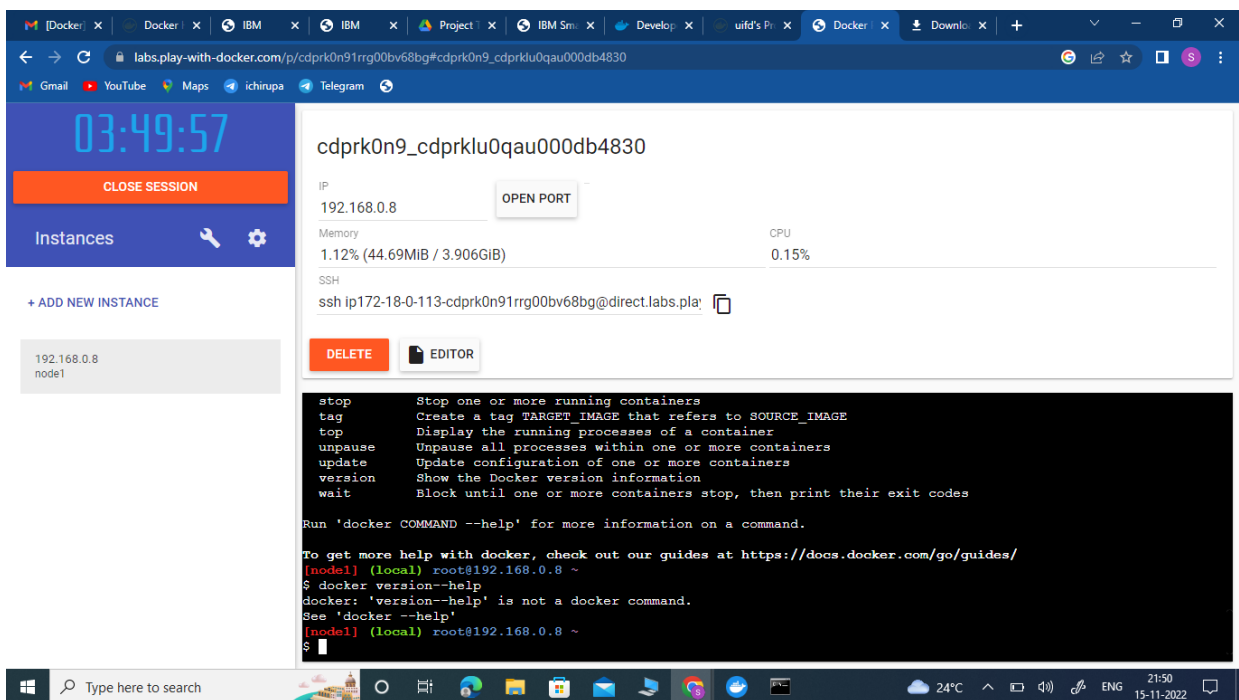 [Docker] Docker I IBM IBM Project T IBM Sma Develop uifd's Pr Docker I Downlo
labs.play-with-docker.com/p/cdprk0n91rrg00bv68bg#cdprk0n9_cdprklu0qau000db4830
Gmail YouTube Maps ichirupa Telegram
03:49:57
CLOSE SESSION
Instances
+ ADD NEW INSTANCE
192.168.0.8
node1
cdprk0n9_cdprklu0qau000db4830
IP
192.168.0.8
OPEN PORT
Memory
1.12% (44.69MiB / 3.906GiB)
CPU
0.15%
SSH
ssh ip172-18-0-113-cdprk0n91rrg00bv68bg@direct.labs.play
DELETE
EDITOR
stop Stop one or more running containers
tag Create a tag TARGET_IMAGE that refers to SOURCE_IMAGE
top Display the running processes of a container
unpause Unpause all processes within one or more containers
update Update configuration of one or more containers
version Show the Docker version information
wait Block until one or more containers stop, then print their exit codes
Run 'docker COMMAND --help' for more information on a command.
To get more help with docker, check out our guides at https://docs.docker.com/go/guides/
[node1] (local) root@192.168.0.8 ~
$ docker version--help
docker: 'version--help' is not a docker command.
See 'docker --help'
[node1] (local) root@192.168.0.8 ~
$
Type here to search
24°C
ENG
21:50
15-11-2022